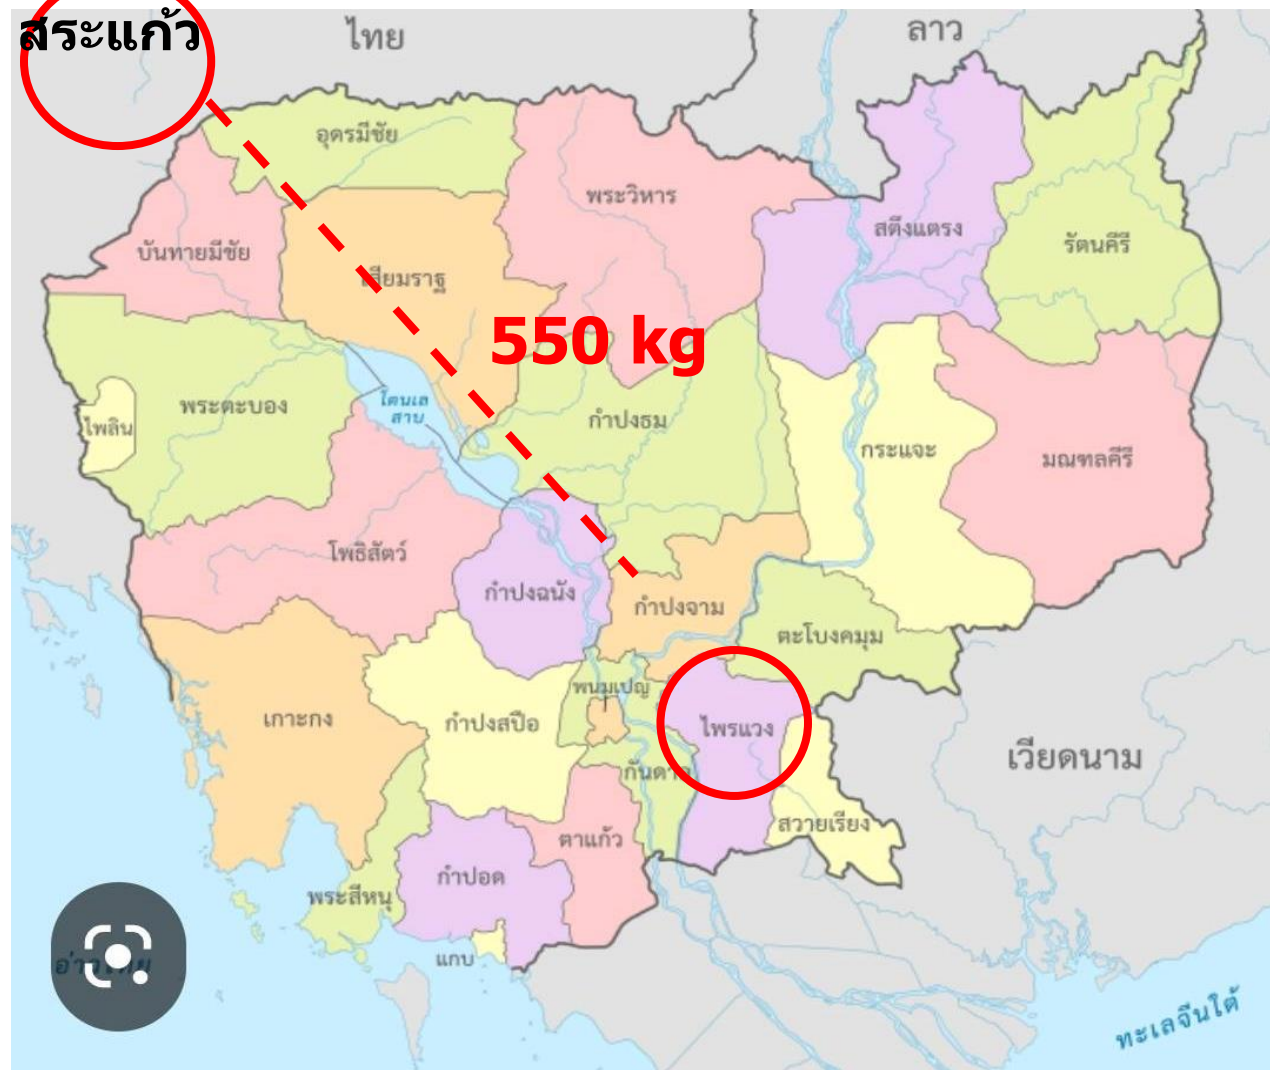 สระแก้ว
ไทย
ลาว
อุดรมีชัย
พระวิหาร
สตึงแตรง
รัตนคีรี
บันทายมีชัย
เสียมราฐ
550 kg
พระตะบอง
โตนเล
สาบ
ไพลิน
กำปงธม
กระแจะ
มณฑลคีรี
โพธิสัตว์
กำปงฉนัง
กำปงจาม
ตะโบงคมุม
พนมเปญ
เกาะกง
กำปงสปือ
ไพรแวง
เวียดนาม
กันดาล
สวายเรียง
ตาแก้ว
กำปอด
พระสีหนุ
แกบ
อ่าวไทย
ทะเลจีนใต้